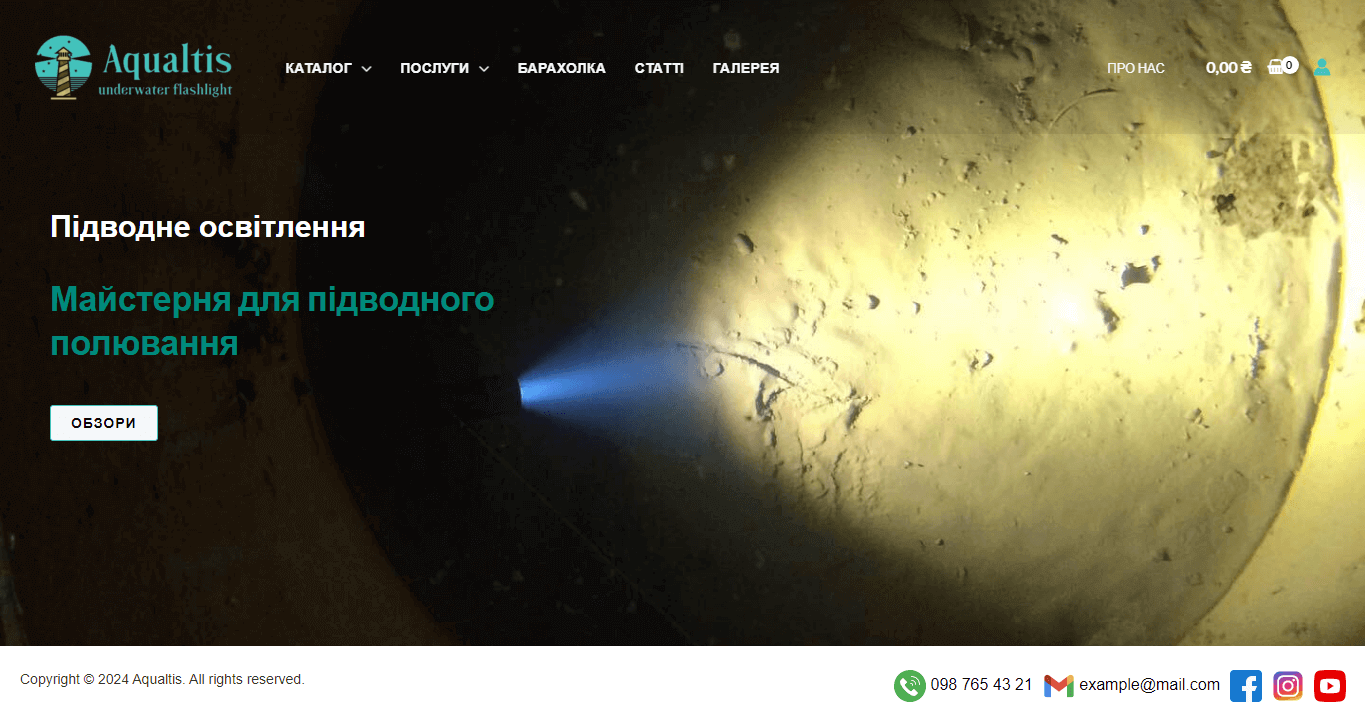 Aqualtis
underwater flashlight
КАТАЛОГ
ПОСЛУГИ
БАРАХОЛКА
СТАТТІ
ГАЛЕРЕЯ
ПРО НАС
0,00 ₴
0
Підводне освітлення
Майстерня для підводного
полювання
ОБЗОРИ
Copyright © 2024 Aqualtis. All rights reserved.
098 765 43 21
example@mail.com